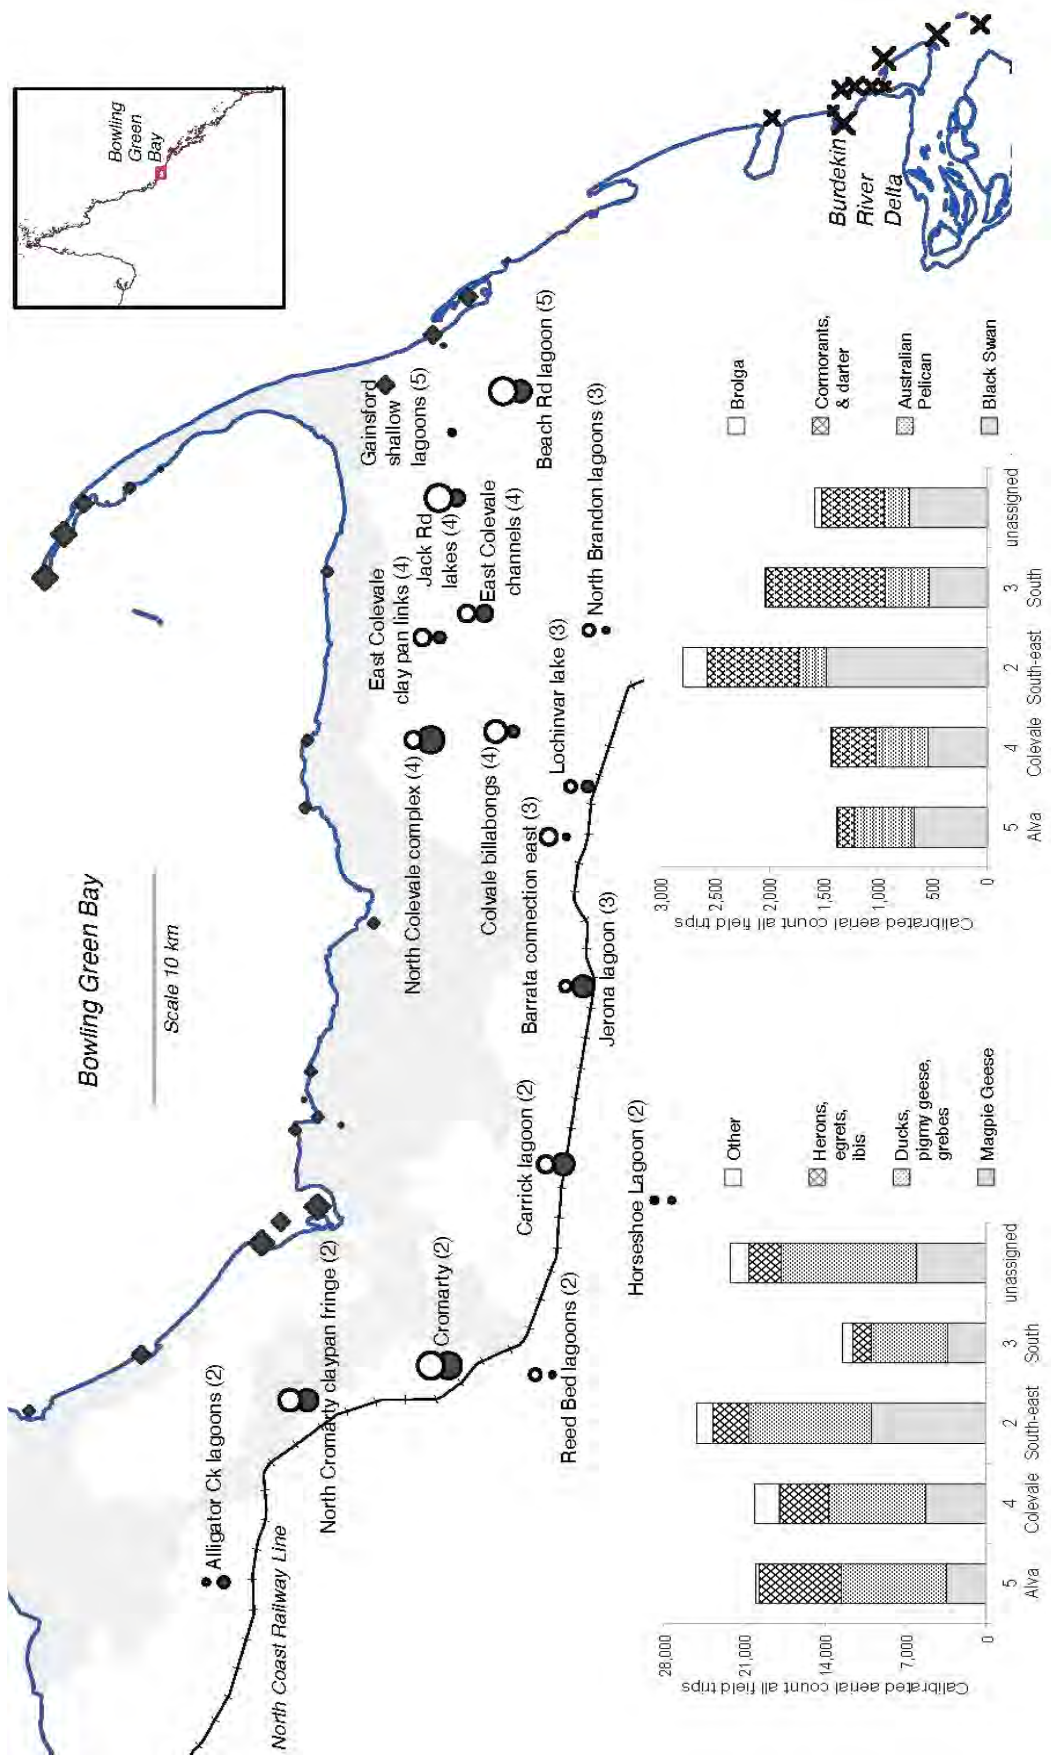 Bowling
Green
Bay
Bowling Green Bay
Scale 10 km
Burdekin
River
Delta
Alligator Ck lagoons (2)
North Cromarty claypan fringe (2)
Cromarty (2)
North Coast Railway Line
Reed Bed lagoons (2)
Carrick lagoon (2)
Horseshoe Lagoon (2)
North Colevale complex (4)
Colvale billabongs (4)
Barrata connection east (3)
Jerona lagoon (3)
Lochinvar lake (3)
East Colevale
clay pan links (4)
Jack Rd
lakes (4)
East Colevale
channels (4)
Gainsford
shallow
lagoons (5)
Beach Rd lagoon (5)
North Brandon lagoons (3)
Calibrated aerial count all field trips
28,000
21,000
14,000
7,000
0
5
Alva
4
Colevale
2
South-east
3
South
unassigned
Other
Herons,
egrets,
ibis
Ducks,
pigmy geese,
grebes
Magpie Geese
Calibrated aerial count all field trips
3,000
2,500
2,000
1,500
1,000
500
0
5
Alva
4
Colevale
2
South-east
3
South
unassigned
Brolga
Cormorants,
& darter
Australian
Pelican
Black Swan